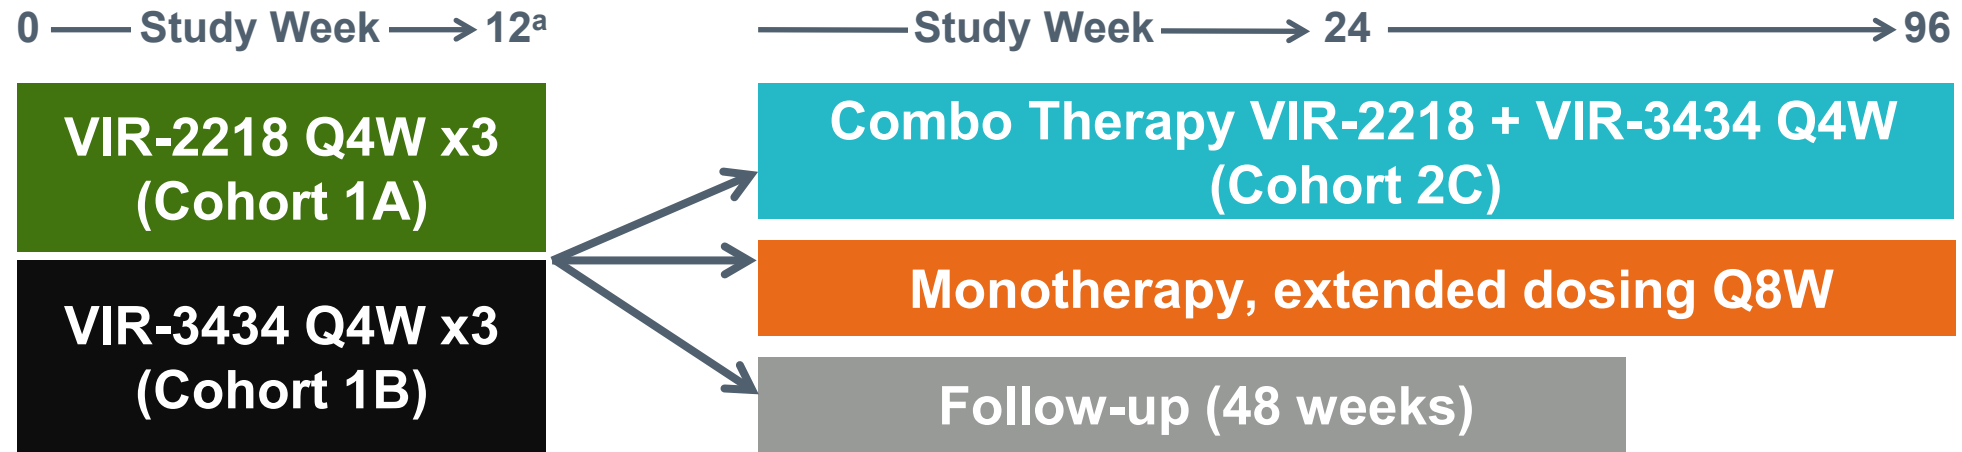 0 Study Week 12ª Study Week 24 96
VIR-2218 Q4W x3
(Cohort 1A)
VIR-3434 Q4W x3
(Cohort 1B)
Combo Therapy VIR-2218 + VIR-3434 Q4W
(Cohort 2C)
Monotherapy, extended dosing Q8W
Follow-up (48 weeks)